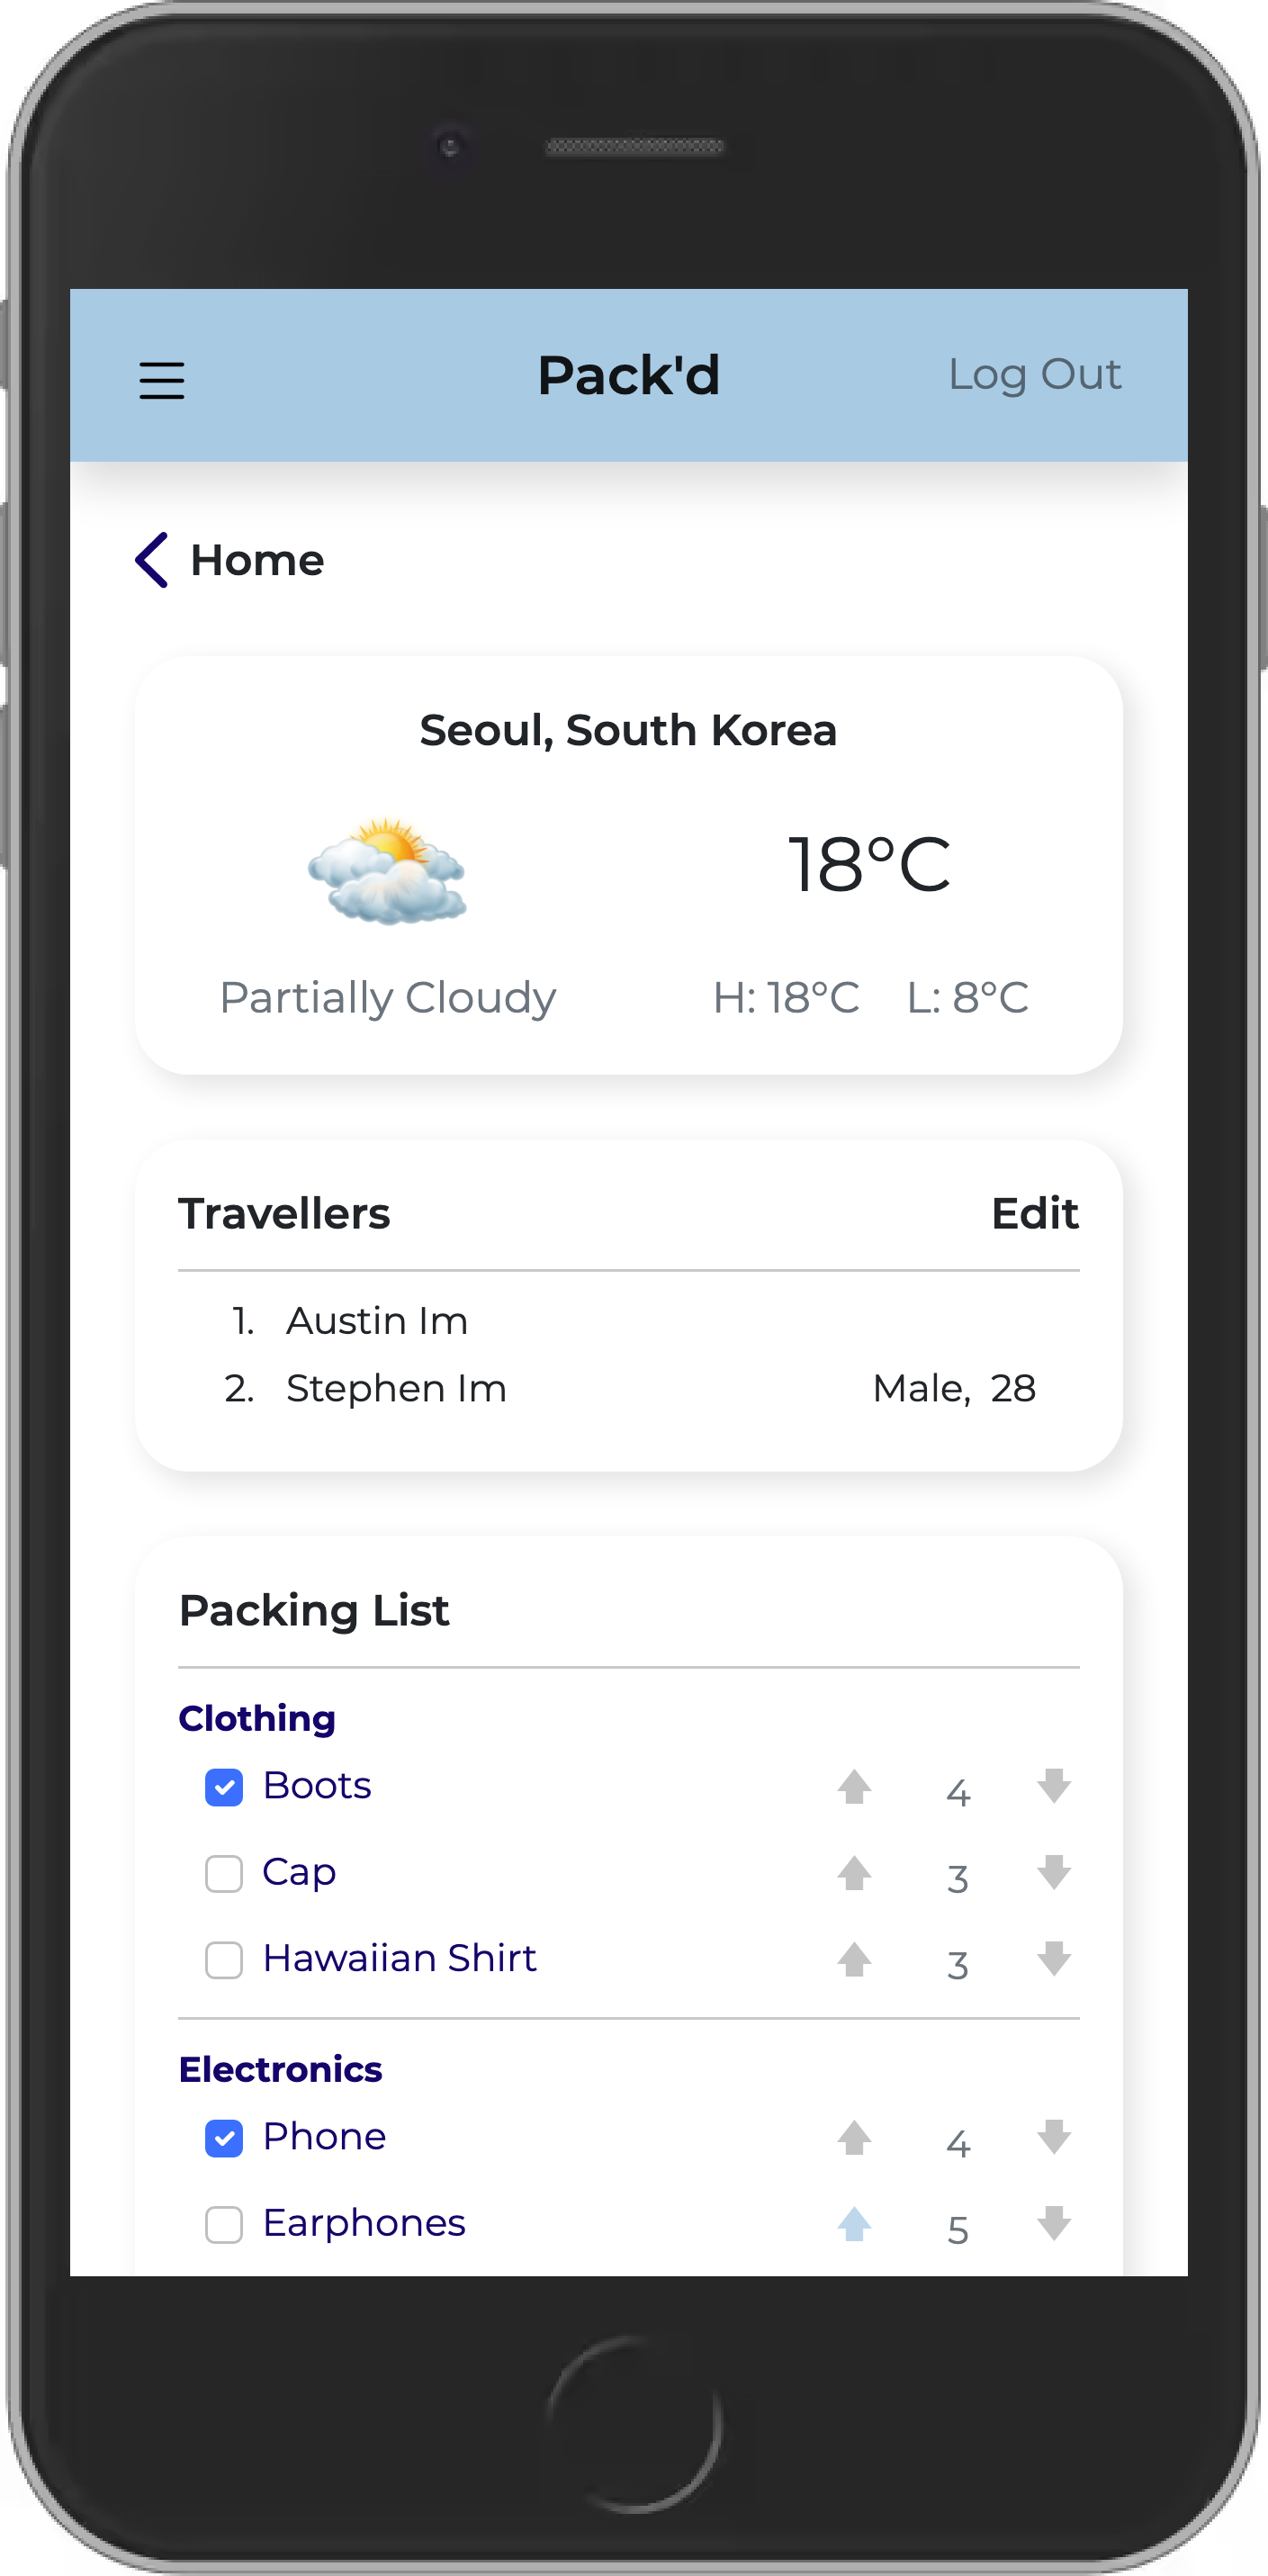 Pack'd Log Out
Home
Seoul, South Korea
18°C
Partially Cloudy H: 18°C L: 8°C
Travellers Edit
1. Austin Im
2. Stephen Im Male, 28
Packing List
Clothing
Boots 4
Cap 3
Hawaiian Shirt 3
Electronics
Phone 4
Earphones 5